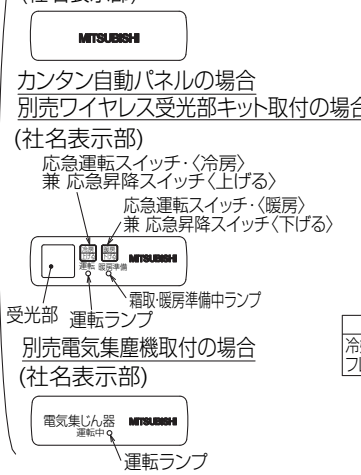 (社名表示部)
MITSUBISHI
カンタン自動パネルの場合
別売ワイヤレス受光部キット取付の場合
(社名表示部)
応急運転スイッチ・〈冷房〉
兼 応急昇降スイッチ〈上げる〉
応急運転スイッチ・〈暖房〉
兼 応急昇降スイッチ〈下げる〉
MITSUBISHI
運転 暖房準備
霜取・暖房準備中ランプ
受光部
運転ランプ
別売電気集塵機取付の場合
(社名表示部)
電気集じん器 MITSUBISHI
運転中
運転ランプ